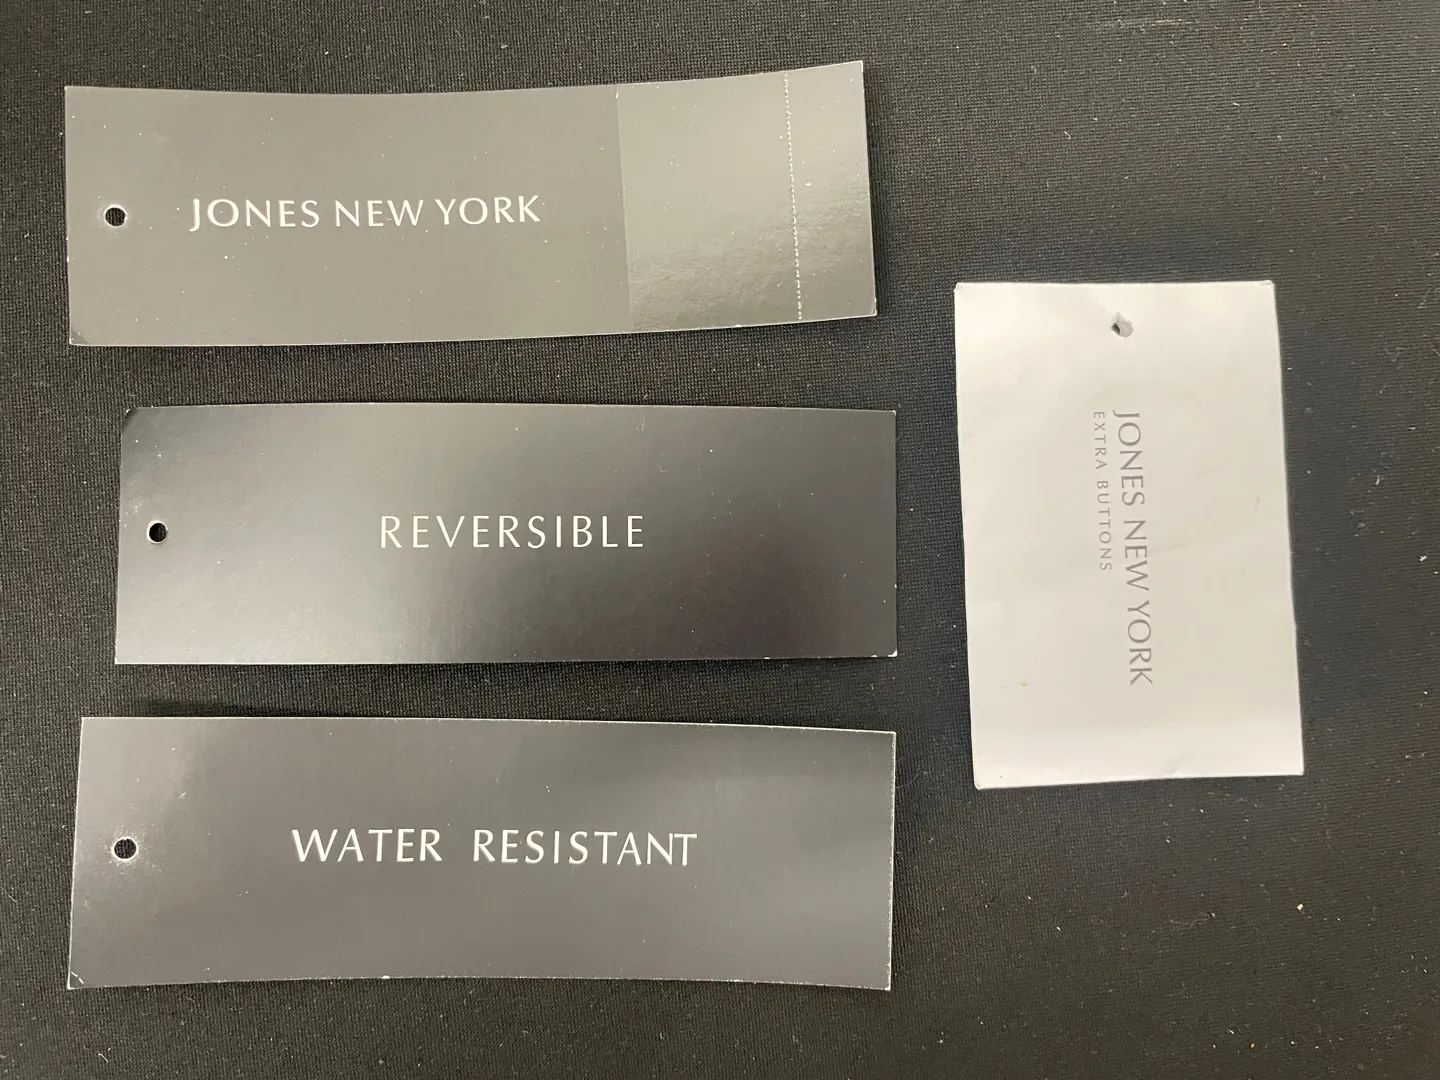 JONES NEW YORK
REVERSIBLE
WATER RESISTANT
JONES NEW YORK
EXTRA BUTTONS